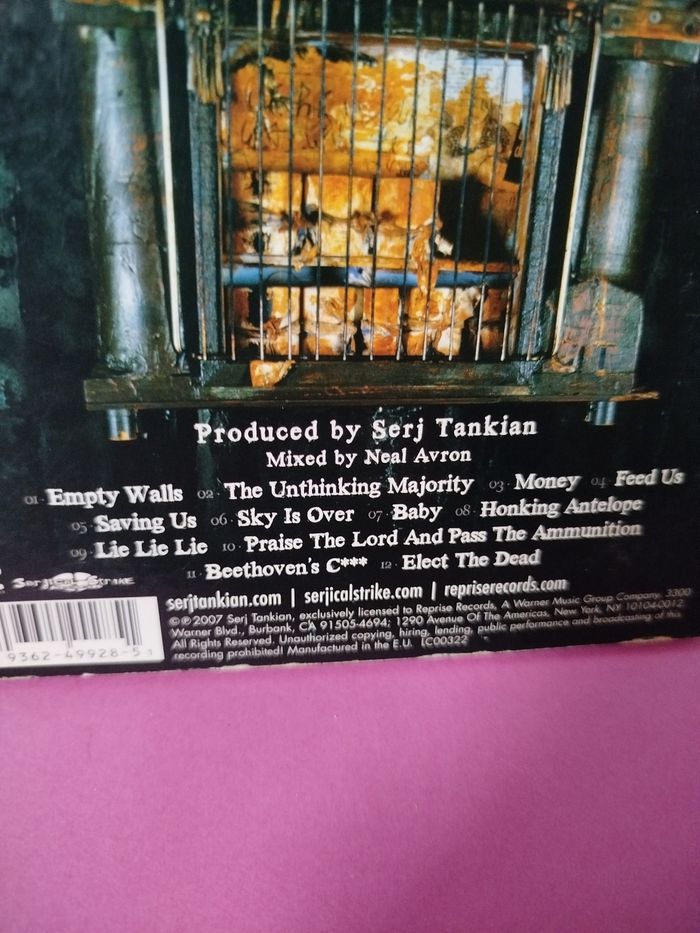 Produced by Serj Tankian
Mixed by Neal Avron
01· Empty Walls 02· The Unthinking Majority 03· Money 04· Feed Us
05· Saving Us 06· Sky Is Over 07· Baby 08· Honking Antelope
09· Lie Lie Lie 10· Praise The Lord And Pass The Ammunition
11· Beethoven's C*** 12· Elect The Dead
Serjical Strike
serjtankian.com | serjicalstrike.com | repriserecords.com
©℗2007 Serj Tankian, exclusively licensed to Reprise Records, A Warner Music Group Company. 3300
Warner Blvd., Burbank, CA 91505-4694; 1290 Avenue Of The Americas, New York, NY 10104-0012.
All Rights Reserved. Unauthorized copying, hiring, lending, public performance and broadcasting of this
recording prohibited! Manufactured in the E.U. LC00322
9362-49928-5 1